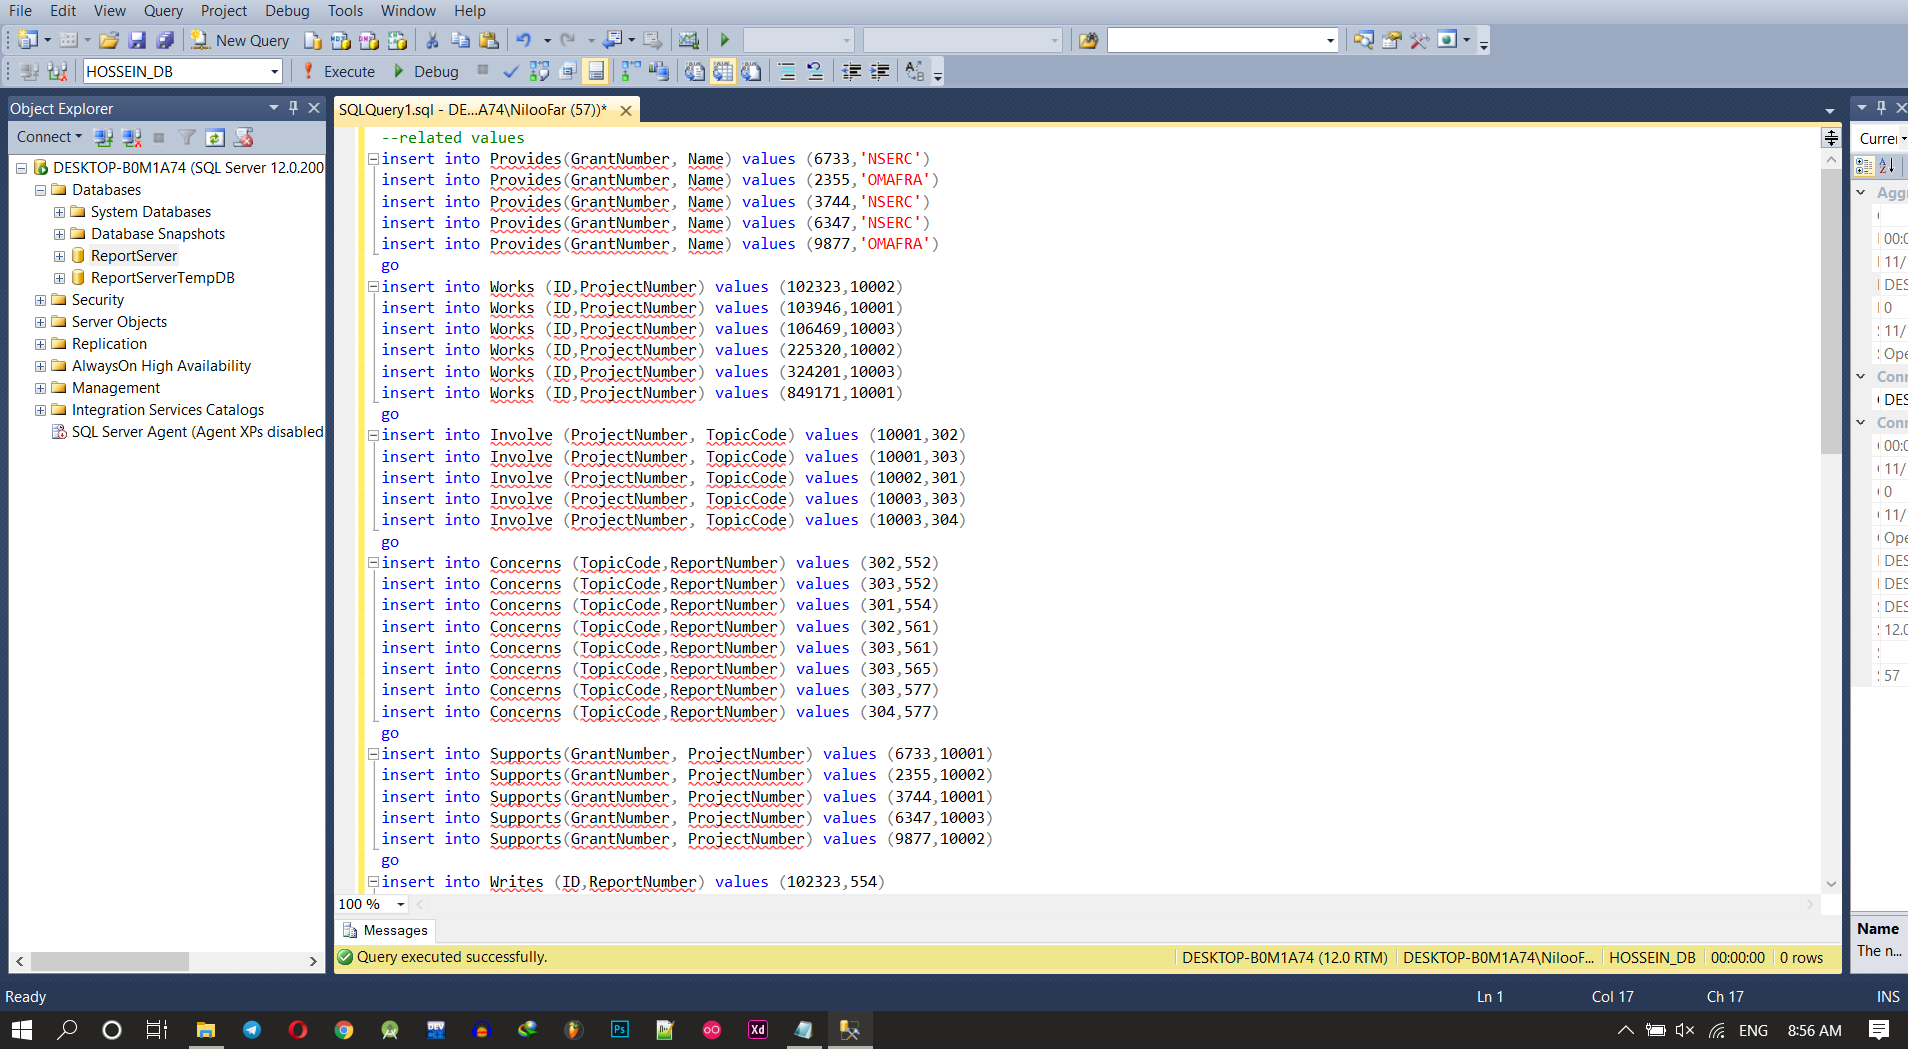 File Edit View Query Project Debug Tools Window Help
New Query
HOSSEIN_DB Execute Debug
Object Explorer
Connect
DESKTOP-B0M1A74 (SQL Server 12.0.200
Databases
System Databases
Database Snapshots
ReportServer
ReportServerTempDB
Security
Server Objects
Replication
AlwaysOn High Availability
Management
Integration Services Catalogs
SQL Server Agent (Agent XPs disabled
SQLQuery1.sql - DE...A74\NilooFar (57))*
--related values
insert into Provides(GrantNumber, Name) values (6733,'NSERC')
insert into Provides(GrantNumber, Name) values (2355,'OMAFRA')
insert into Provides(GrantNumber, Name) values (3744,'NSERC')
insert into Provides(GrantNumber, Name) values (6347,'NSERC')
insert into Provides(GrantNumber, Name) values (9877,'OMAFRA')
go
insert into Works (ID,ProjectNumber) values (102323,10002)
insert into Works (ID,ProjectNumber) values (103946,10001)
insert into Works (ID,ProjectNumber) values (106469,10003)
insert into Works (ID,ProjectNumber) values (225320,10002)
insert into Works (ID,ProjectNumber) values (324201,10003)
insert into Works (ID,ProjectNumber) values (849171,10001)
go
insert into Involve (ProjectNumber, TopicCode) values (10001,302)
insert into Involve (ProjectNumber, TopicCode) values (10001,303)
insert into Involve (ProjectNumber, TopicCode) values (10002,301)
insert into Involve (ProjectNumber, TopicCode) values (10003,303)
insert into Involve (ProjectNumber, TopicCode) values (10003,304)
go
insert into Concerns (TopicCode,ReportNumber) values (302,552)
insert into Concerns (TopicCode,ReportNumber) values (303,552)
insert into Concerns (TopicCode,ReportNumber) values (301,554)
insert into Concerns (TopicCode,ReportNumber) values (302,561)
insert into Concerns (TopicCode,ReportNumber) values (303,561)
insert into Concerns (TopicCode,ReportNumber) values (303,565)
insert into Concerns (TopicCode,ReportNumber) values (303,577)
insert into Concerns (TopicCode,ReportNumber) values (304,577)
go
insert into Supports(GrantNumber, ProjectNumber) values (6733,10001)
insert into Supports(GrantNumber, ProjectNumber) values (2355,10002)
insert into Supports(GrantNumber, ProjectNumber) values (3744,10001)
insert into Supports(GrantNumber, ProjectNumber) values (6347,10003)
insert into Supports(GrantNumber, ProjectNumber) values (9877,10002)
go
insert into Writes (ID,ReportNumber) values (102323,554)
100 %
Messages
Query executed successfully.
DESKTOP-B0M1A74 (12.0 RTM) DESKTOP-B0M1A74\NilooF... HOSSEIN_DB 00:00:00 0 rows
Curre
Agg
00:0
11/
DES
0
11/
Ope
Conn
DES
Conn
00:0
11/
0
11/
Ope
DES
DES
DES
12.0
57
Name
The n...
Ready Ln 1 Col 17 Ch 17 INS
DEV Ps Xd ENG 8:56 AM